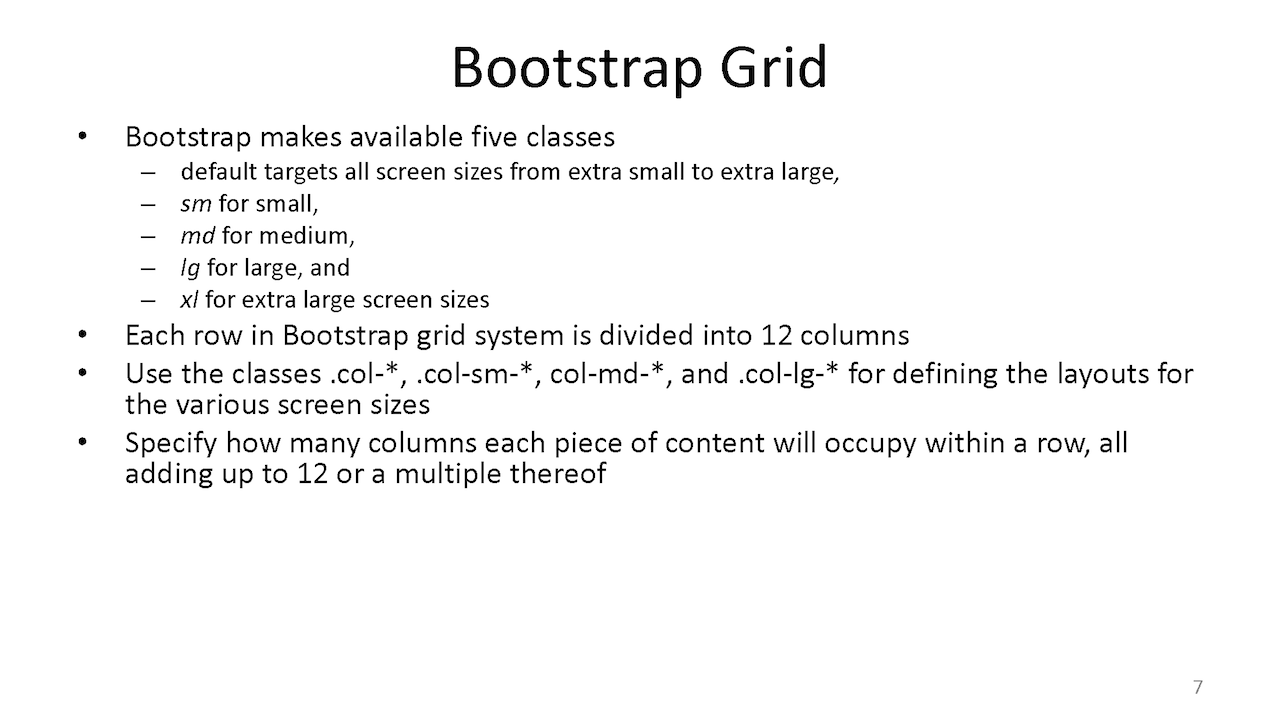 Bootstrap Grid
• Bootstrap makes available five classes
– default targets all screen sizes from extra small to extra large,
– sm for small,
– md for medium,
– lg for large, and
– xl for extra large screen sizes
• Each row in Bootstrap grid system is divided into 12 columns
• Use the classes .col-*, .col-sm-*, col-md-*, and .col-lg-* for defining the layouts for
the various screen sizes
• Specify how many columns each piece of content will occupy within a row, all
adding up to 12 or a multiple thereof
7